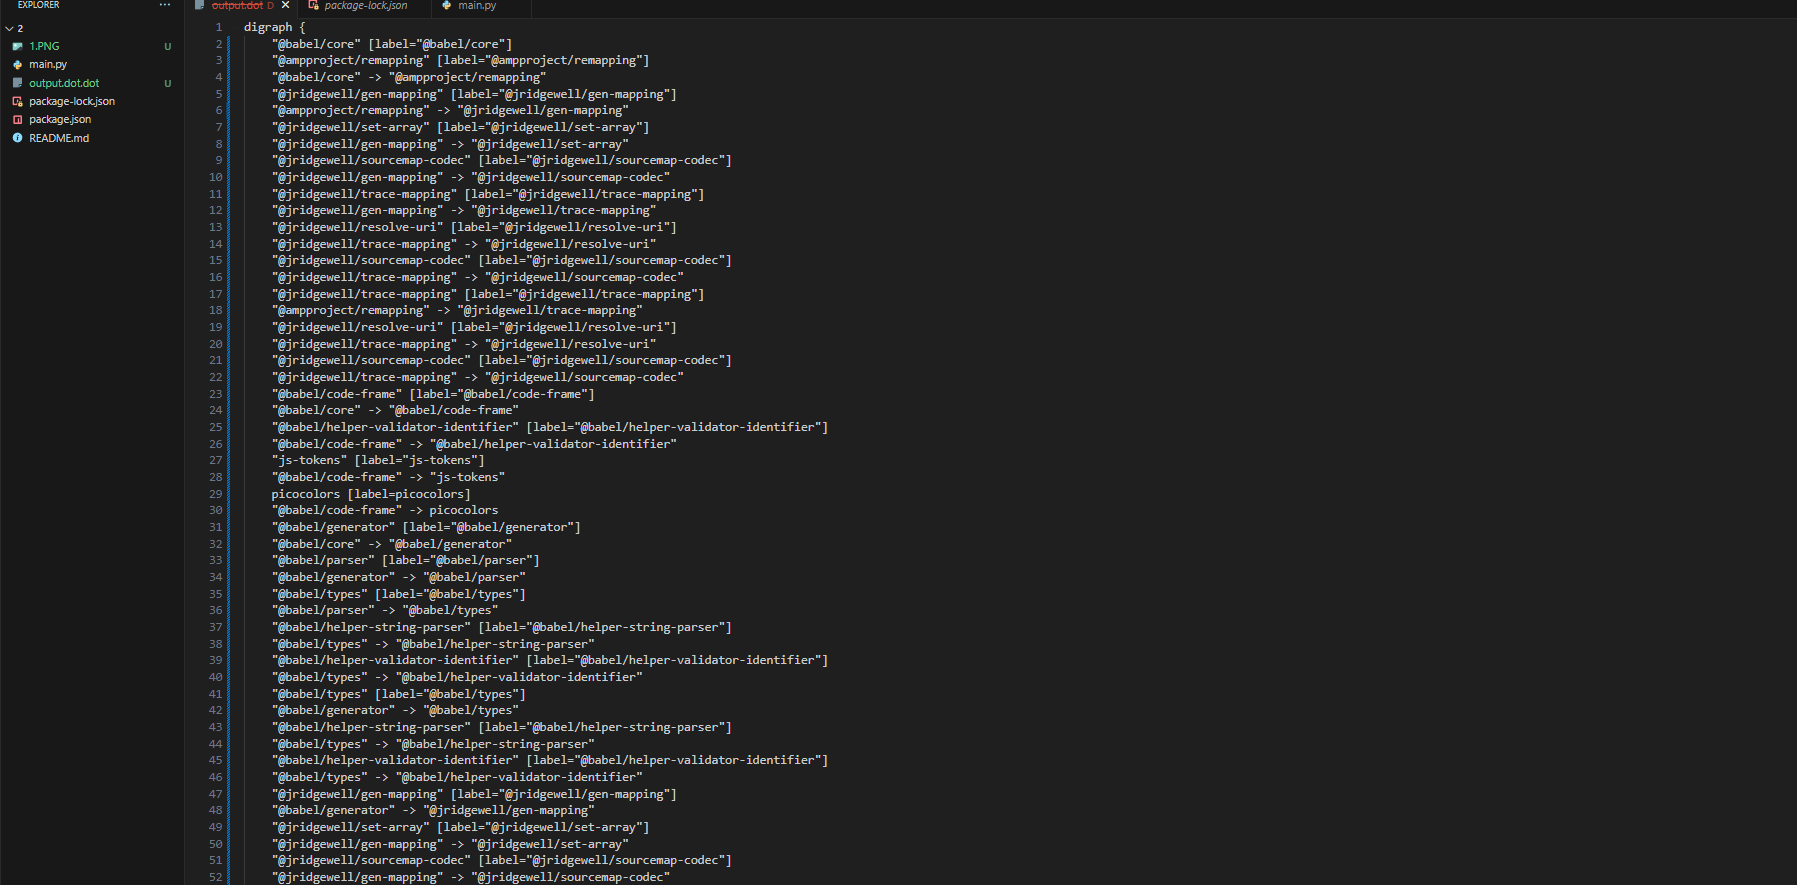 EXPLORER ...
output.dot D ×
package-lock.json
main.py
2
1.PNG U
main.py
output.dot.dot U
package-lock.json
package.json
README.md
1 digraph {
2 "@babel/core" [label="@babel/core"]
3 "@ampproject/remapping" [label="@ampproject/remapping"]
4 "@babel/core" -> "@ampproject/remapping"
5 "@jridgewell/gen-mapping" [label="@jridgewell/gen-mapping"]
6 "@ampproject/remapping" -> "@jridgewell/gen-mapping"
7 "@jridgewell/set-array" [label="@jridgewell/set-array"]
8 "@jridgewell/gen-mapping" -> "@jridgewell/set-array"
9 "@jridgewell/sourcemap-codec" [label="@jridgewell/sourcemap-codec"]
10 "@jridgewell/gen-mapping" -> "@jridgewell/sourcemap-codec"
11 "@jridgewell/trace-mapping" [label="@jridgewell/trace-mapping"]
12 "@jridgewell/gen-mapping" -> "@jridgewell/trace-mapping"
13 "@jridgewell/resolve-uri" [label="@jridgewell/resolve-uri"]
14 "@jridgewell/trace-mapping" -> "@jridgewell/resolve-uri"
15 "@jridgewell/sourcemap-codec" [label="@jridgewell/sourcemap-codec"]
16 "@jridgewell/trace-mapping" -> "@jridgewell/sourcemap-codec"
17 "@jridgewell/trace-mapping" [label="@jridgewell/trace-mapping"]
18 "@ampproject/remapping" -> "@jridgewell/trace-mapping"
19 "@jridgewell/resolve-uri" [label="@jridgewell/resolve-uri"]
20 "@jridgewell/trace-mapping" -> "@jridgewell/resolve-uri"
21 "@jridgewell/sourcemap-codec" [label="@jridgewell/sourcemap-codec"]
22 "@jridgewell/trace-mapping" -> "@jridgewell/sourcemap-codec"
23 "@babel/code-frame" [label="@babel/code-frame"]
24 "@babel/core" -> "@babel/code-frame"
25 "@babel/helper-validator-identifier" [label="@babel/helper-validator-identifier"]
26 "@babel/code-frame" -> "@babel/helper-validator-identifier"
27 "js-tokens" [label="js-tokens"]
28 "@babel/code-frame" -> "js-tokens"
29 picocolors [label=picocolors]
30 "@babel/code-frame" -> picocolors
31 "@babel/generator" [label="@babel/generator"]
32 "@babel/core" -> "@babel/generator"
33 "@babel/parser" [label="@babel/parser"]
34 "@babel/generator" -> "@babel/parser"
35 "@babel/types" [label="@babel/types"]
36 "@babel/parser" -> "@babel/types"
37 "@babel/helper-string-parser" [label="@babel/helper-string-parser"]
38 "@babel/types" -> "@babel/helper-string-parser"
39 "@babel/helper-validator-identifier" [label="@babel/helper-validator-identifier"]
40 "@babel/types" -> "@babel/helper-validator-identifier"
41 "@babel/types" [label="@babel/types"]
42 "@babel/generator" -> "@babel/types"
43 "@babel/helper-string-parser" [label="@babel/helper-string-parser"]
44 "@babel/types" -> "@babel/helper-string-parser"
45 "@babel/helper-validator-identifier" [label="@babel/helper-validator-identifier"]
46 "@babel/types" -> "@babel/helper-validator-identifier"
47 "@jridgewell/gen-mapping" [label="@jridgewell/gen-mapping"]
48 "@babel/generator" -> "@jridgewell/gen-mapping"
49 "@jridgewell/set-array" [label="@jridgewell/set-array"]
50 "@jridgewell/gen-mapping" -> "@jridgewell/set-array"
51 "@jridgewell/sourcemap-codec" [label="@jridgewell/sourcemap-codec"]
52 "@jridgewell/gen-mapping" -> "@jridgewell/sourcemap-codec"